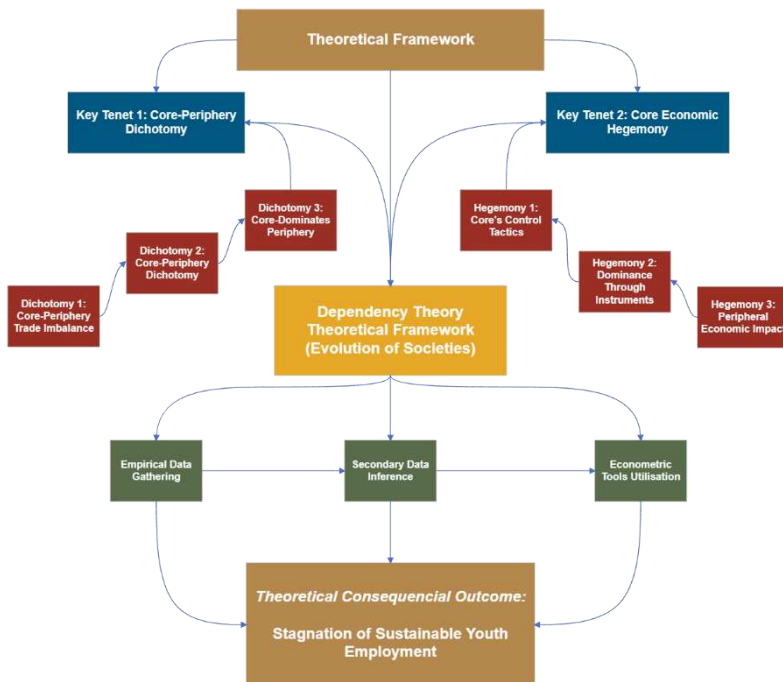 Theoretical Framework
Key Tenet 1: Core-Periphery
Dichotomy
Key Tenet 2: Core Economic
Hegemony
Dichotomy 3:
Core-Dominates
Periphery
Hegemony 1:
Core's Control
Tactics
Dichotomy 2:
Core-Periphery
Dichotomy
Hegemony 2:
Dominance
Through
Instruments
Dichotomy 1:
Core-Periphery
Trade Imbalance
Hegemony 3:
Peripheral
Economic Impact
Dependency Theory
Theoretical Framework
(Evolution of Societies)
Empirical Data
Gathering
Secondary Data
Inference
Econometric
Tools Utilisation
Theoretical Consequencial Outcome:
Stagnation of Sustainable Youth
Employment